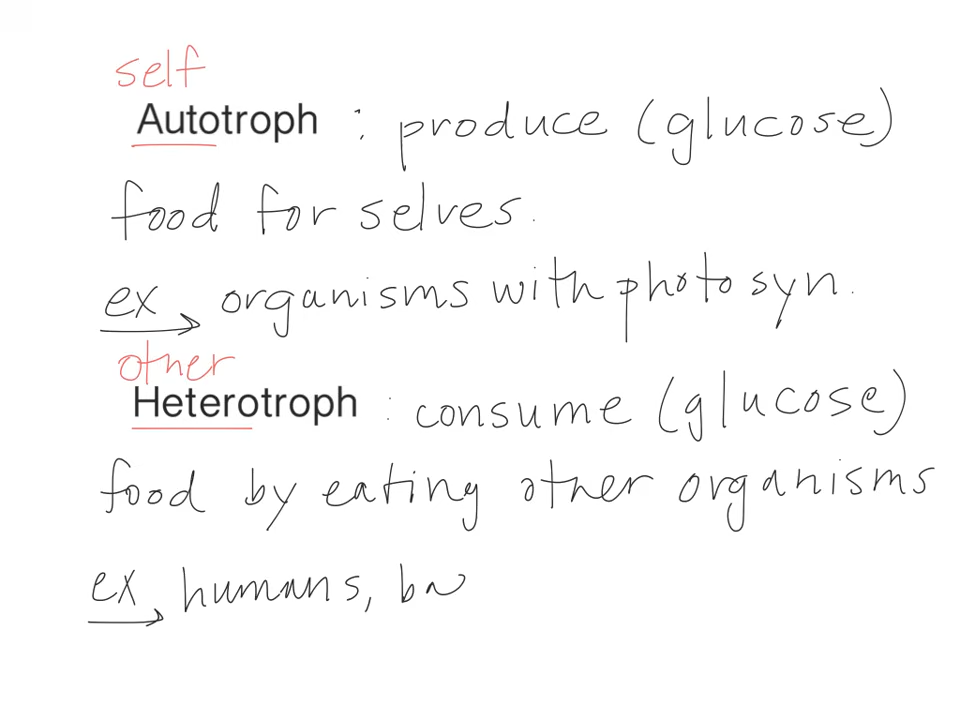 self
Autotroph : produce (glucose)
food for selves.
ex organisms with photosyn.
other
Heterotroph : consume (glucose)
food by eating other organisms
ex humans,